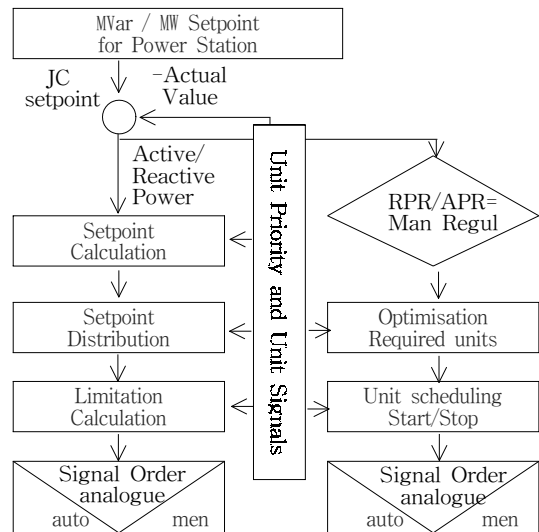 MVar / MW Setpoint
for Power Station
JC
setpoint
-Actual
Value
Active/
Reactive
Power
Unit Priority and Unit Signals
RPR/APR=
Man Regul
Setpoint
Calculation
Setpoint
Distribution
Optimisation
Required units
Limitation
Calculation
Unit scheduling
Start/Stop
Signal Order
analogue
auto men
Signal Order
analogue
auto men